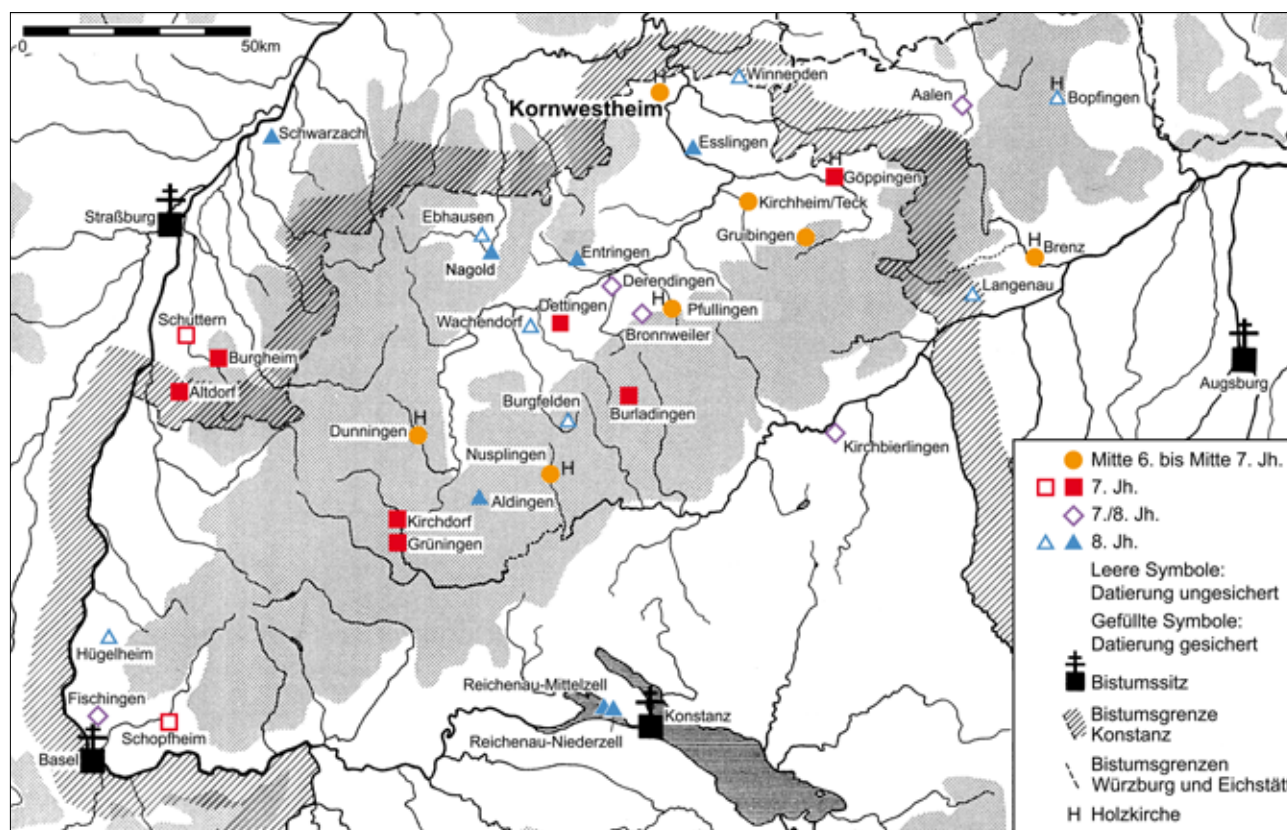 0
50km
H
Winnenden
Kornwestheim
Aalen
H
Bopfingen
Schwarzach
Esslingen
H
Göppingen
Straßburg
Kirchheim/Teck
Ebhausen
Gruibingen
H
Brenz
Nagold
Entringen
Derendingen
Langenau
Dettingen
H
Pfullingen
Schuttern
Wachendorf
Bronnweiler
Burgheim
Augsburg
Altdorf
Burgfelden
Burladingen
H
Dunningen
Kirchbierlingen
Nusplingen
H
Aldingen
Kirchdorf
Grüningen
Hügelheim
Reichenau-Mittelzell
Fischingen
Konstanz
Schopfheim
Reichenau-Niederzell
Basel
Mitte 6. bis Mitte 7. Jh.
7. Jh.
7./8. Jh.
8. Jh.
Leere Symbole:
Datierung ungesichert
Gefüllte Symbole:
Datierung gesichert
Bistumssitz
Bistumsgrenze
Konstanz
Bistumsgrenzen
Würzburg und Eichstätt
H Holzkirche